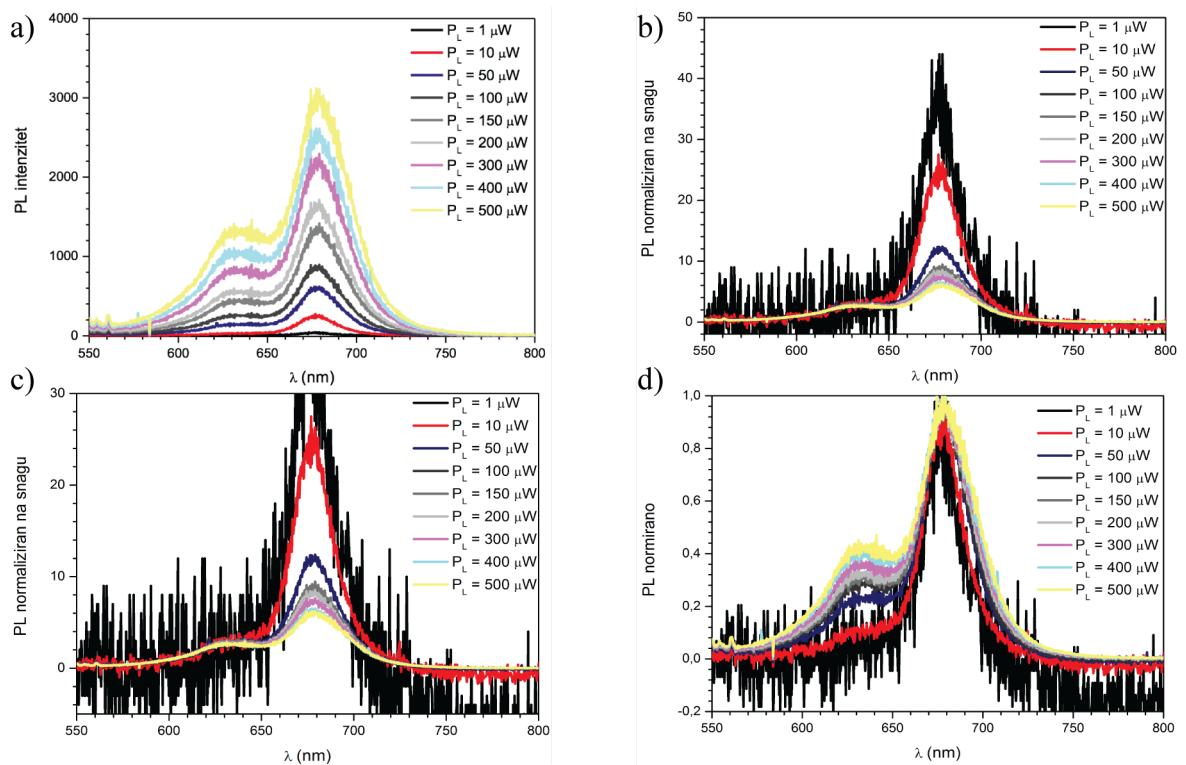 a)
4000
3000
2000
1000
0
550 600 650 700 750 800
PL intenzitet
λ (nm)
P_L = 1 μW
P_L = 10 μW
P_L = 50 μW
P_L = 100 μW
P_L = 150 μW
P_L = 200 μW
P_L = 300 μW
P_L = 400 μW
P_L = 500 μW
b)
50
40
30
20
10
0
550 600 650 700 750 800
PL normaliziran na snagu
λ (nm)
P_L = 1 μW
P_L = 10 μW
P_L = 50 μW
P_L = 100 μW
P_L = 150 μW
P_L = 200 μW
P_L = 300 μW
P_L = 400 μW
P_L = 500 μW
c)
30
20
10
0
550 600 650 700 750 800
PL normaliziran na snagu
λ (nm)
P_L = 1 μW
P_L = 10 μW
P_L = 50 μW
P_L = 100 μW
P_L = 150 μW
P_L = 200 μW
P_L = 300 μW
P_L = 400 μW
P_L = 500 μW
d)
1,0
0,8
0,6
0,4
0,2
0,0
-0,2
550 600 650 700 750 800
PL normirano
λ (nm)
P_L = 1 μW
P_L = 10 μW
P_L = 50 μW
P_L = 100 μW
P_L = 150 μW
P_L = 200 μW
P_L = 300 μW
P_L = 400 μW
P_L = 500 μW